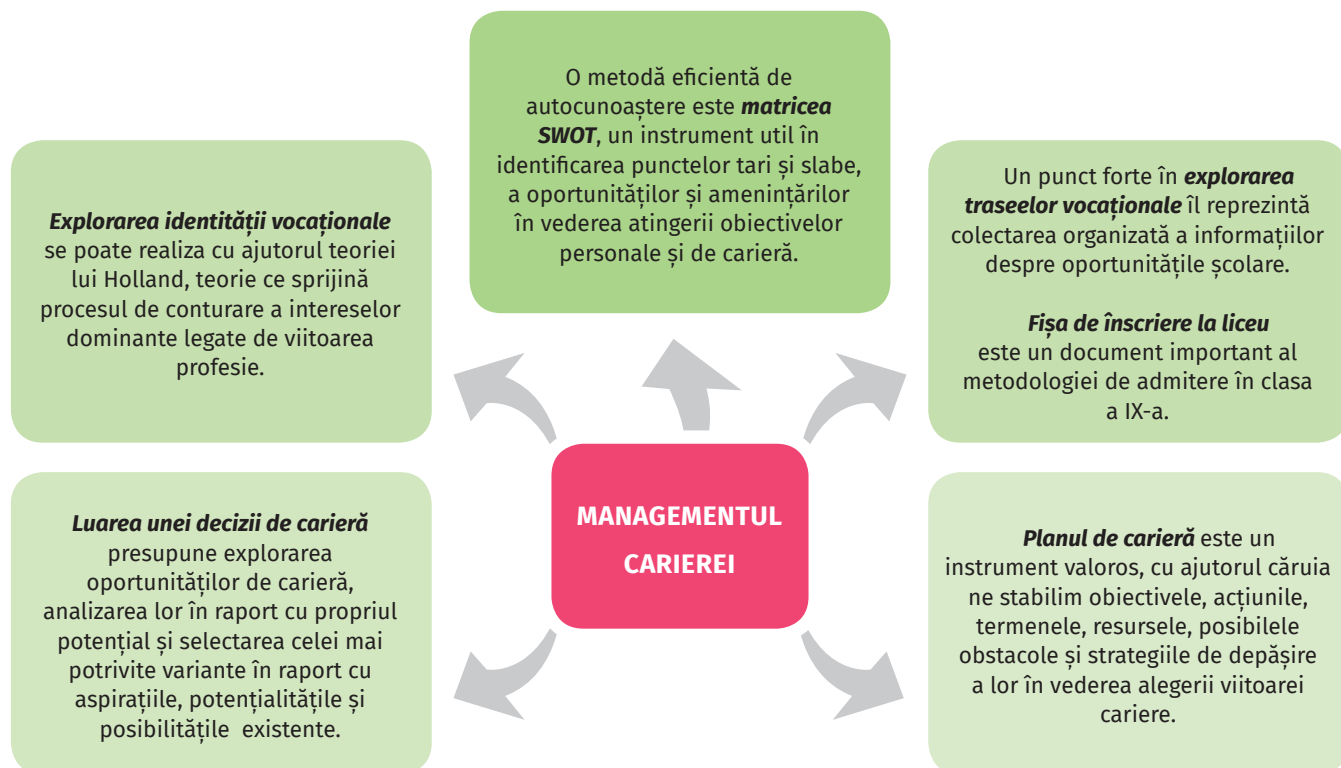 O metodă eficientă de
autocunoaștere este matricea
SWOT, un instrument util în
identificarea punctelor tari și slabe,
a oportunităților și amenințărilor
în vederea atingerii obiectivelor
personale și de carieră.
Explorarea identității vocaționale
se poate realiza cu ajutorul teoriei
lui Holland, teorie ce sprijină
procesul de conturare a intereselor
dominante legate de viitoarea
profesie.
Un punct forte în explorarea
traseelor vocaționale îl reprezintă
colectarea organizată a informațiilor
despre oportunitățile școlare.
Fișa de înscriere la liceu
este un document important al
metodologiei de admitere în clasa
a IX-a.
MANAGEMENTUL
CARIEREI
Luarea unei decizii de carieră
presupune explorarea
oportunităților de carieră,
analizarea lor în raport cu propriul
potențial și selectarea celei mai
potrivite variante în raport cu
aspirațiile, potențialitățile și
posibilitățile existente.
Planul de carieră este un
instrument valoros, cu ajutorul căruia
ne stabilim obiectivele, acțiunile,
termenele, resursele, posibilele
obstacole și strategiile de depășire
a lor în vederea alegerii viitoarei
cariere.